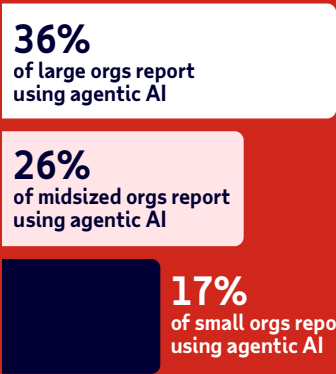 36%
of large orgs report
using agentic AI
26%
of midsized orgs report
using agentic AI
17%
of small orgs repo
using agentic AI